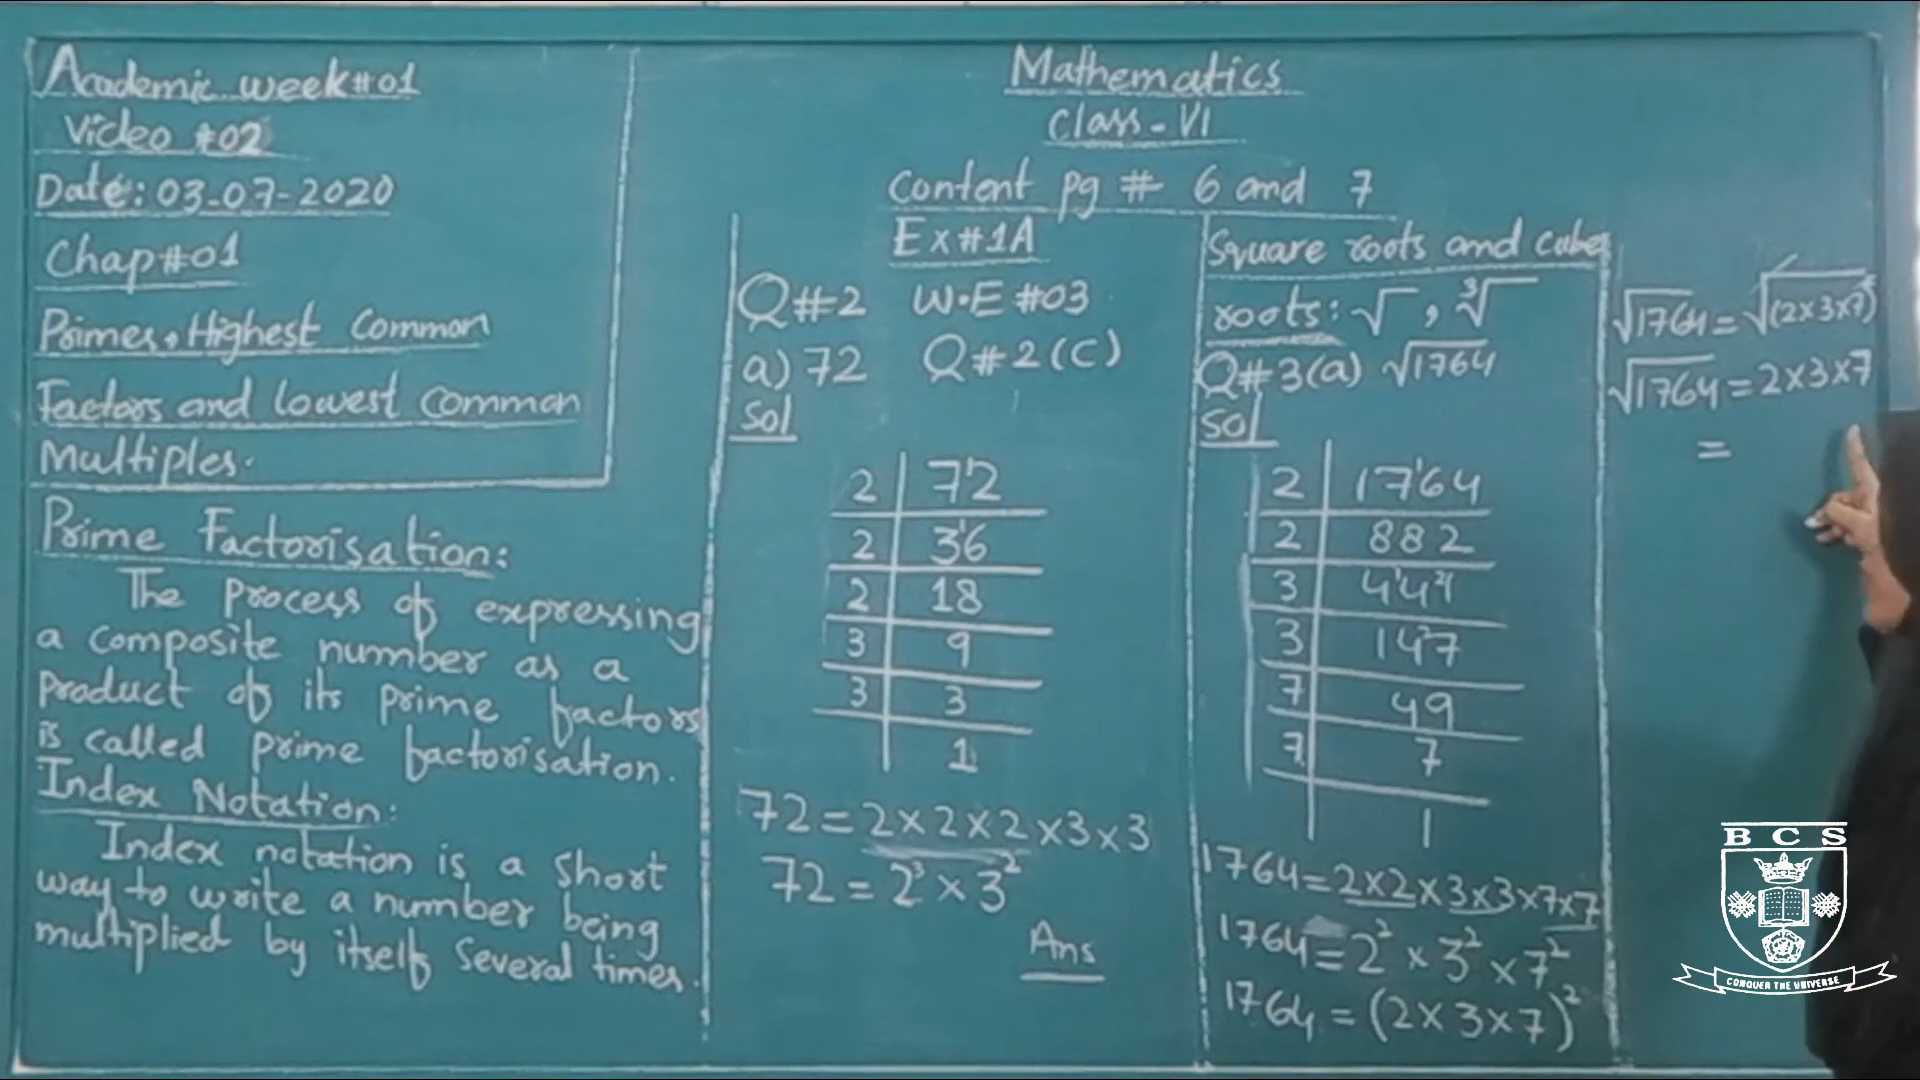 Academic week#01
Video #02
Date: 03-07-2020
Chap#01
Primes, Highest Common
Factors and lowest common
Multiples.
Prime Factorisation:
The process of expressing
a composite number as a
product of its prime factors
is called prime factorisation.
Index Notation:
Index notation is a short
way to write a number being
multiplied by itself several times.
Mathematics
Class-VI
Content pg # 6 and 7
Ex#1A
Q#2 W.E #03
a) 72 Q#2(C)
Sol
2 | 72
2 | 36
2 | 18
3 | 9
3 | 3
1
72=2×2×2×3×3
72=2³×3²
Ans
Square roots and cube
roots: √ , ∛
Q#3(a) √1764
Sol
2 | 1764
2 | 882
3 | 441
3 | 147
7 | 49
7 | 7
1
1764=2×2×3×3×7×7
1764=2²×3²×7²
1764=(2×3×7)²
√1764=√(2×3×7)
√1764=2×3×7
=
BCS
CONQUER THE UNIVERSE